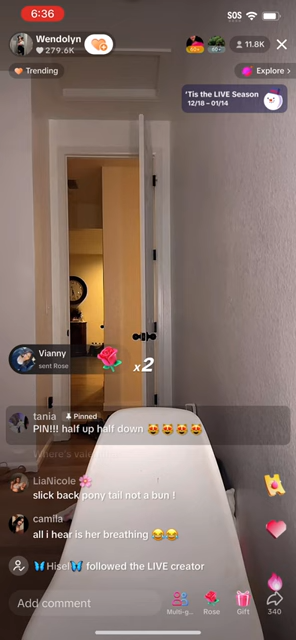 6:36
SOS
Wendolyn
279.6K
11.8K
Trending
Explore >
'Tis the LIVE Season
12/18 – 01/14
Vianny
sent Rose
x2
tania Pinned
PIN!!! half up half down 😻😻😻😻
Where's vale
LiaNicole 🌸
slick back pony tail not a bun !
camila
all i hear is her breathing 😂😂
🦋Hisel🦋 followed the LIVE creator
Add comment
Multi-g...
Rose
Gift
340